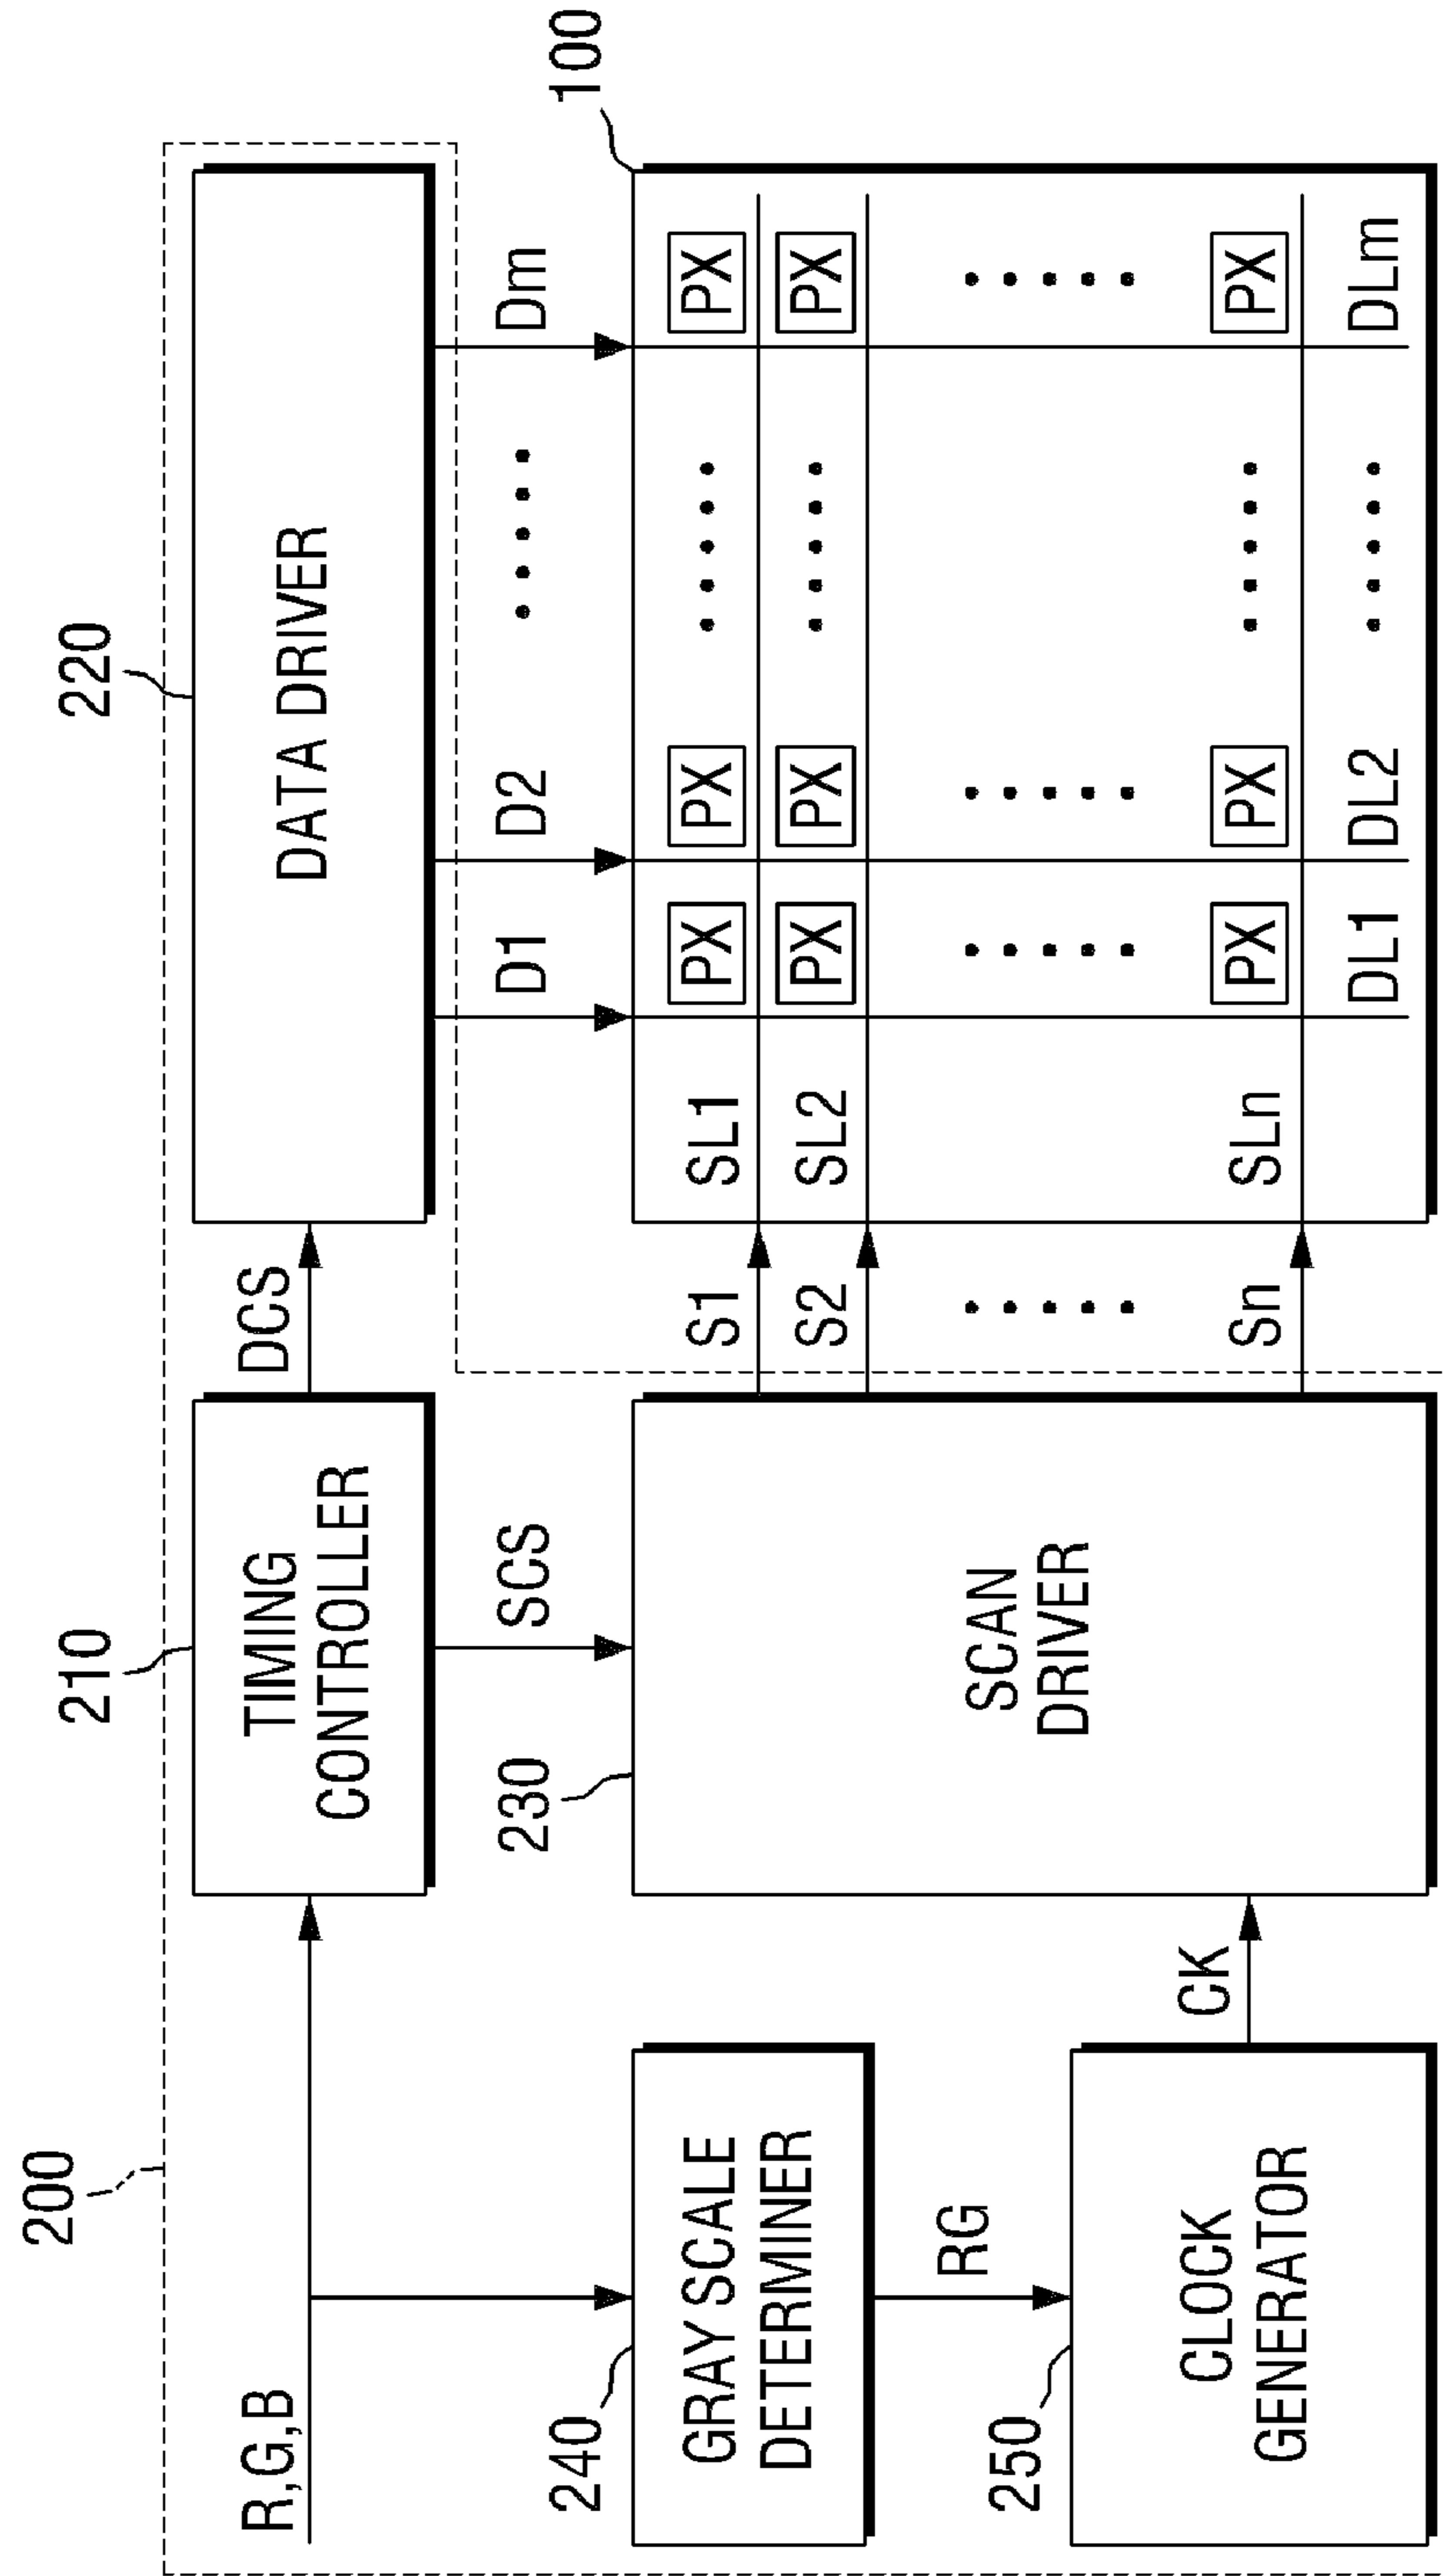 200
210
220
R,G,B
TIMING
CONTROLLER
DCS
DATA DRIVER
SCS
D1
D2
Dm
100
240
GRAY SCALE
DETERMINER
RG
250
CLOCK
GENERATOR
CK
230
SCAN
DRIVER
S1
SL1
PX
PX
PX
S2
SL2
PX
PX
PX
Sn
SLn
PX
PX
PX
DL1
DL2
DLm